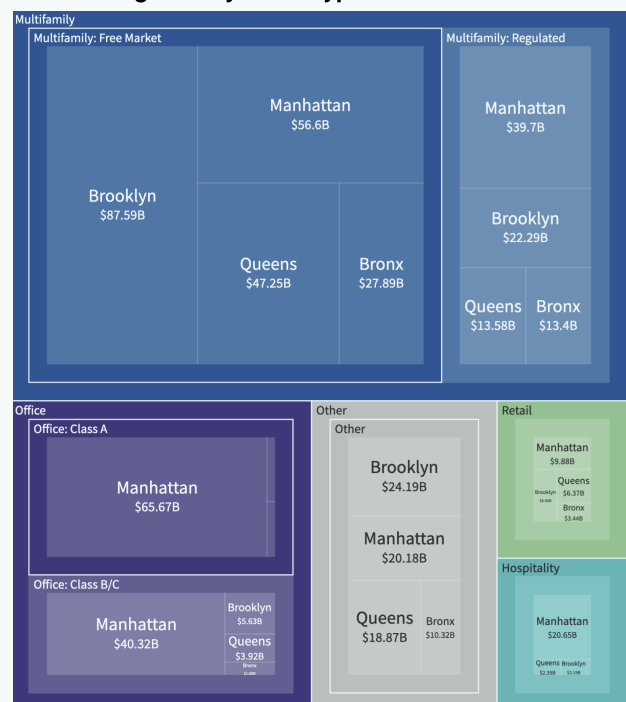 Multifamily
Multifamily: Free Market
Brooklyn
$87.59B
Manhattan
$56.6B
Queens
$47.25B
Bronx
$27.89B
Multifamily: Regulated
Manhattan
$39.7B
Brooklyn
$22.29B
Queens
$13.58B
Bronx
$13.4B
Office
Office: Class A
Manhattan
$65.67B
Office: Class B/C
Manhattan
$40.32B
Brooklyn
$5.63B
Queens
$3.92B
Bronx
Other
Other
Brooklyn
$24.19B
Manhattan
$20.18B
Queens
$18.87B
Bronx
$10.32B
Retail
Manhattan
$9.88B
Brooklyn
Queens
$6.37B
Bronx
$3.44B
Hospitality
Manhattan
$20.65B
Queens
Brooklyn